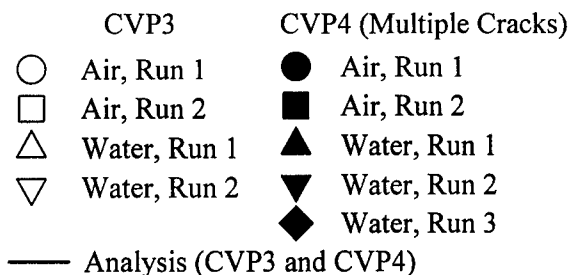 CVP3 CVP4 (Multiple Cracks)
Air, Run 1 Air, Run 1
Air, Run 2 Air, Run 2
Water, Run 1 Water, Run 1
Water, Run 2 Water, Run 2
Water, Run 3
Analysis (CVP3 and CVP4)